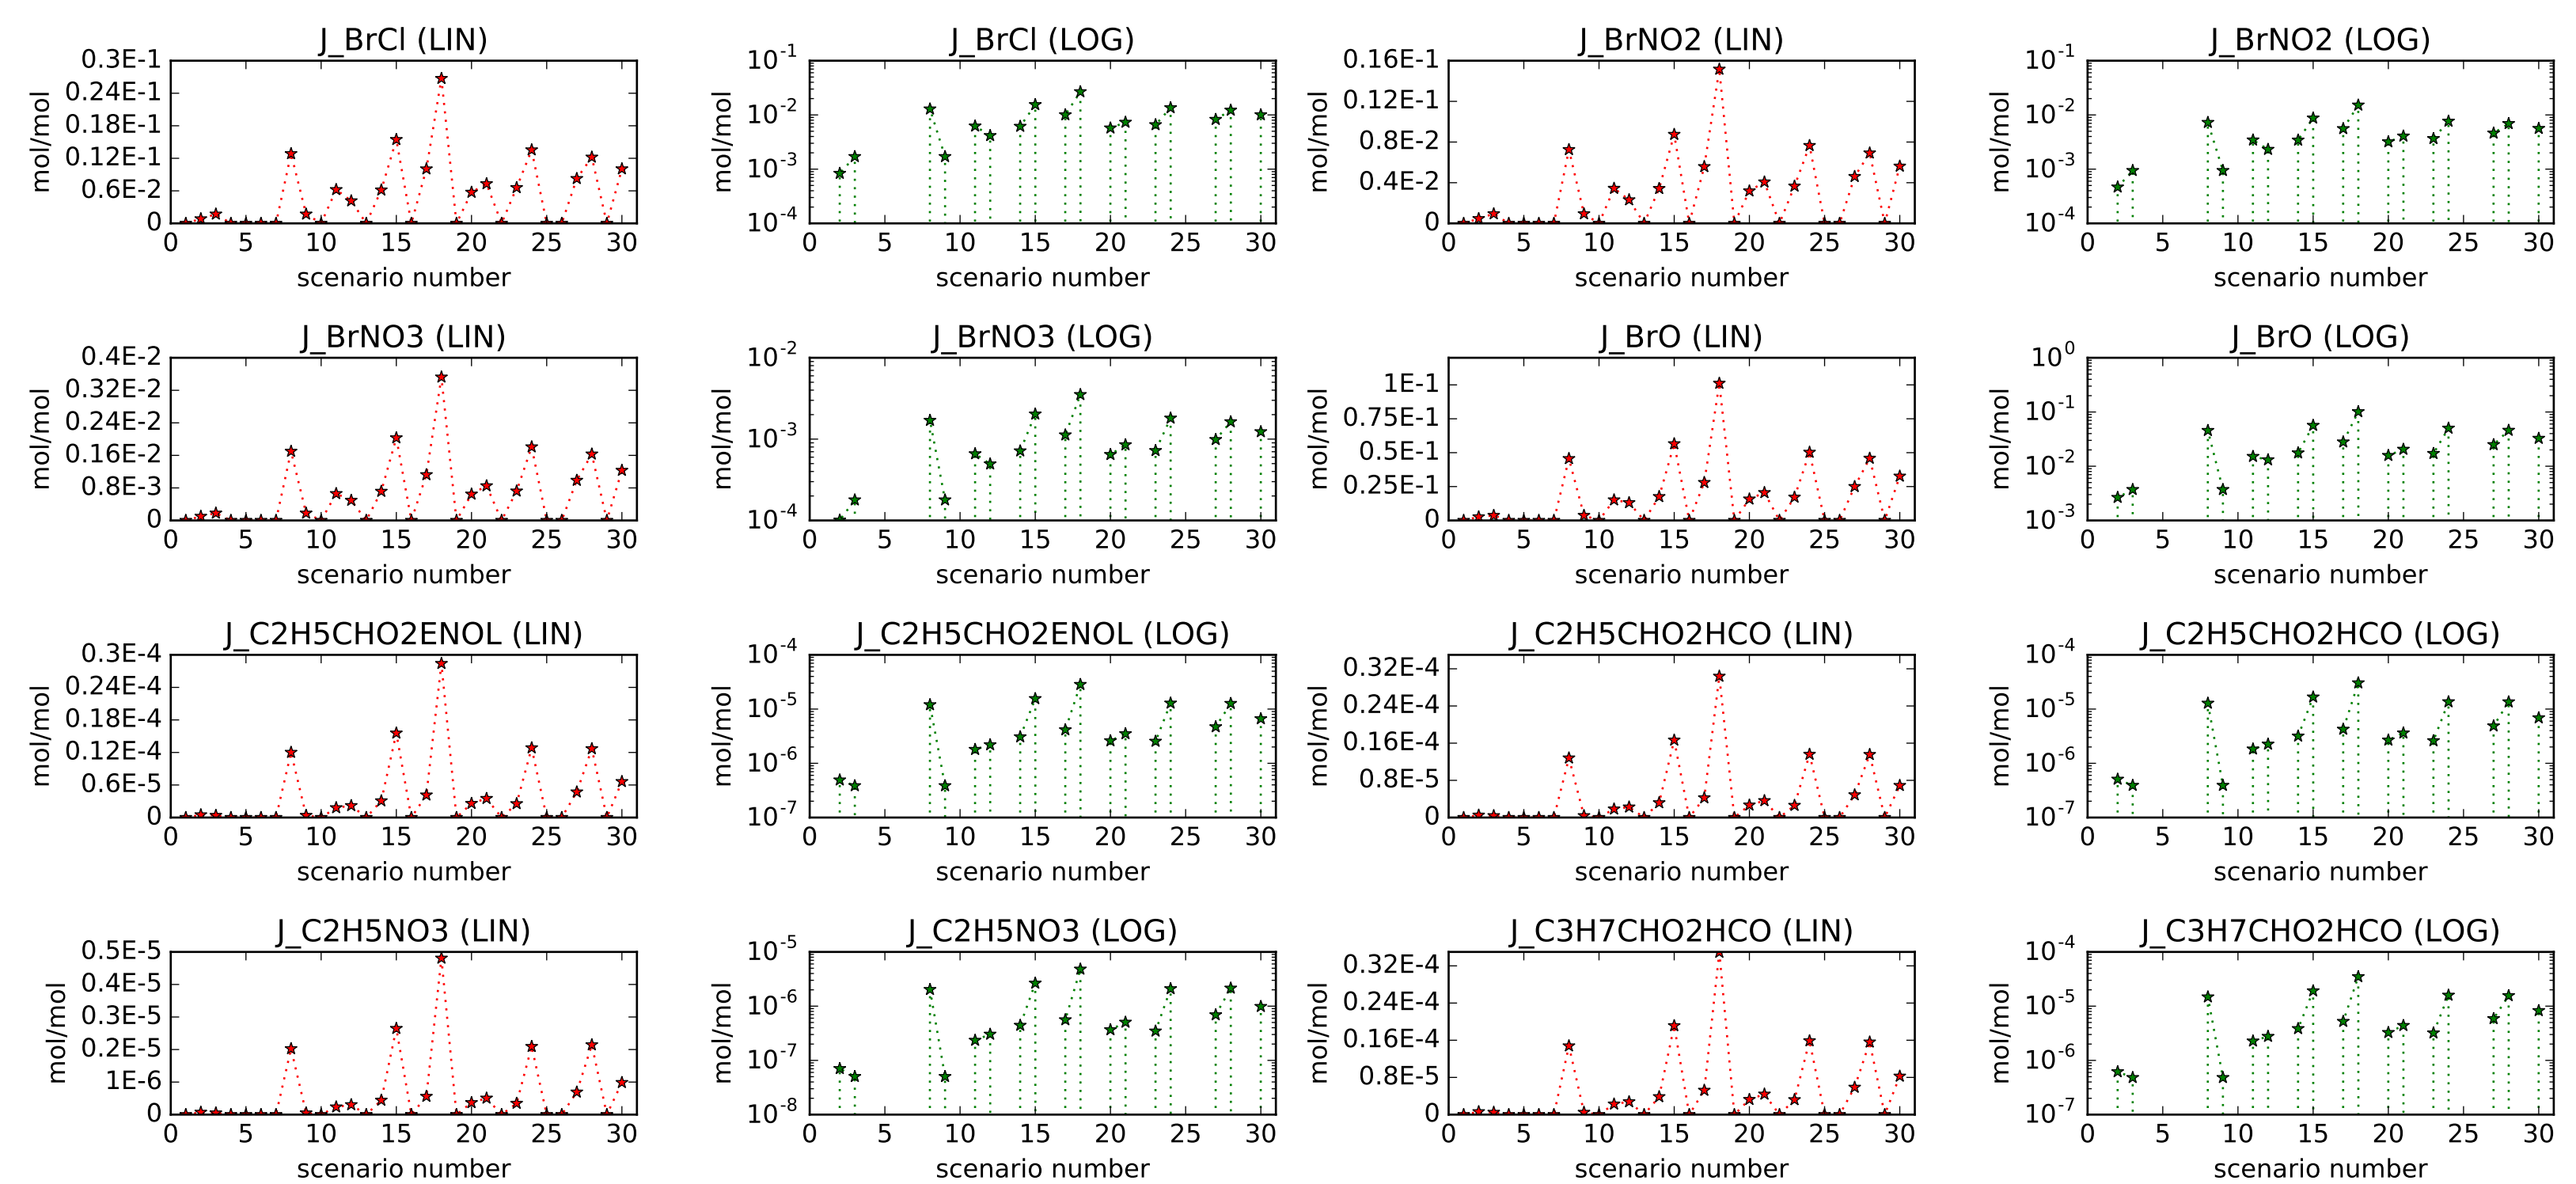 J_BrCl (LIN)
mol/mol
0.3E-1
0.24E-1
0.18E-1
0.12E-1
0.6E-2
0
0 5 10 15 20 25 30
scenario number
J_BrCl (LOG)
mol/mol
10^-1
10^-2
10^-3
10^-4
0 5 10 15 20 25 30
scenario number
J_BrNO2 (LIN)
mol/mol
0.16E-1
0.12E-1
0.8E-2
0.4E-2
0
0 5 10 15 20 25 30
scenario number
J_BrNO2 (LOG)
mol/mol
10^-1
10^-2
10^-3
10^-4
0 5 10 15 20 25 30
scenario number
J_BrNO3 (LIN)
mol/mol
0.4E-2
0.32E-2
0.24E-2
0.16E-2
0.8E-3
0
0 5 10 15 20 25 30
scenario number
J_BrNO3 (LOG)
mol/mol
10^-2
10^-3
10^-4
0 5 10 15 20 25 30
scenario number
J_BrO (LIN)
mol/mol
1E-1
0.75E-1
0.5E-1
0.25E-1
0
0 5 10 15 20 25 30
scenario number
J_BrO (LOG)
mol/mol
10^0
10^-1
10^-2
10^-3
0 5 10 15 20 25 30
scenario number
J_C2H5CHO2ENOL (LIN)
mol/mol
0.3E-4
0.24E-4
0.18E-4
0.12E-4
0.6E-5
0
0 5 10 15 20 25 30
scenario number
J_C2H5CHO2ENOL (LOG)
mol/mol
10^-4
10^-5
10^-6
10^-7
0 5 10 15 20 25 30
scenario number
J_C2H5CHO2HCO (LIN)
mol/mol
0.32E-4
0.24E-4
0.16E-4
0.8E-5
0
0 5 10 15 20 25 30
scenario number
J_C2H5CHO2HCO (LOG)
mol/mol
10^-4
10^-5
10^-6
10^-7
0 5 10 15 20 25 30
scenario number
J_C2H5NO3 (LIN)
mol/mol
0.5E-5
0.4E-5
0.3E-5
0.2E-5
1E-6
0
0 5 10 15 20 25 30
scenario number
J_C2H5NO3 (LOG)
mol/mol
10^-5
10^-6
10^-7
10^-8
0 5 10 15 20 25 30
scenario number
J_C3H7CHO2HCO (LIN)
mol/mol
0.32E-4
0.24E-4
0.16E-4
0.8E-5
0
0 5 10 15 20 25 30
scenario number
J_C3H7CHO2HCO (LOG)
mol/mol
10^-4
10^-5
10^-6
10^-7
0 5 10 15 20 25 30
scenario number